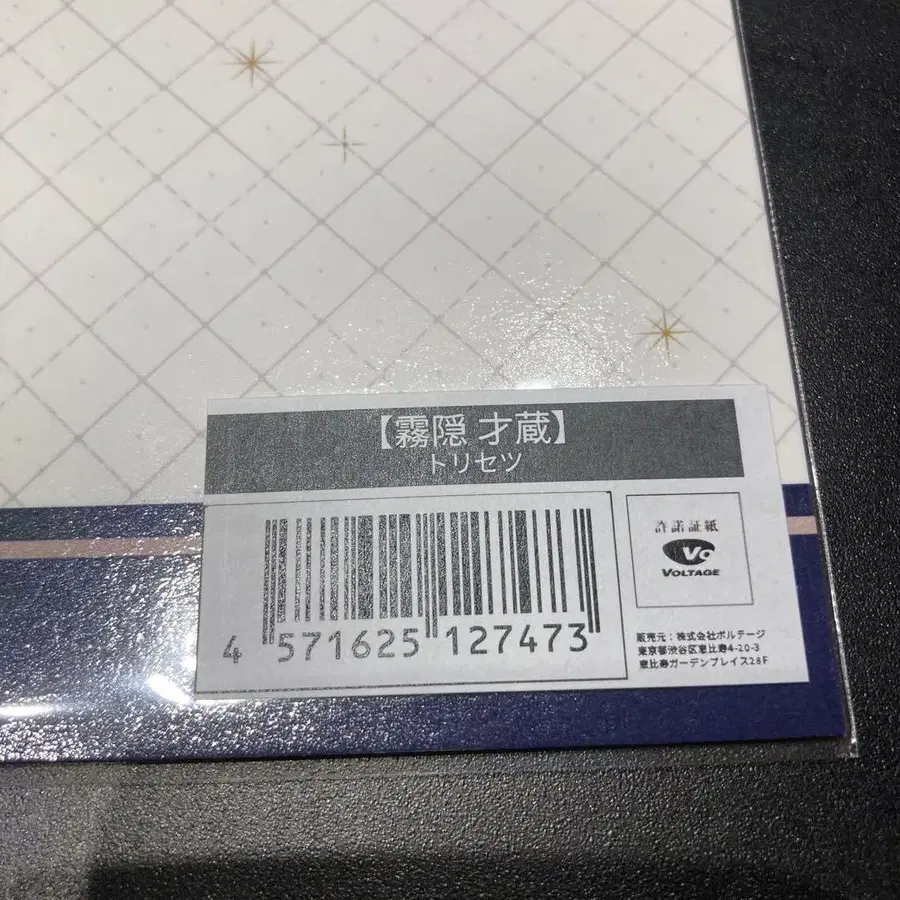 【霧隠 才蔵】
トリセツ
4 571625 127473
許諾証紙
Vo
VOLTAGE
販売元：株式会社ボルテージ
東京都渋谷区恵比寿4-20-3
恵比寿ガーデンプレイス28F